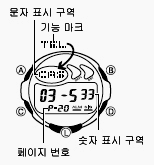 문자 표시 구역
기능 마크
TEL
A
B
03-533
P-20
C
D
L
숫자 표시 구역
페이지 번호